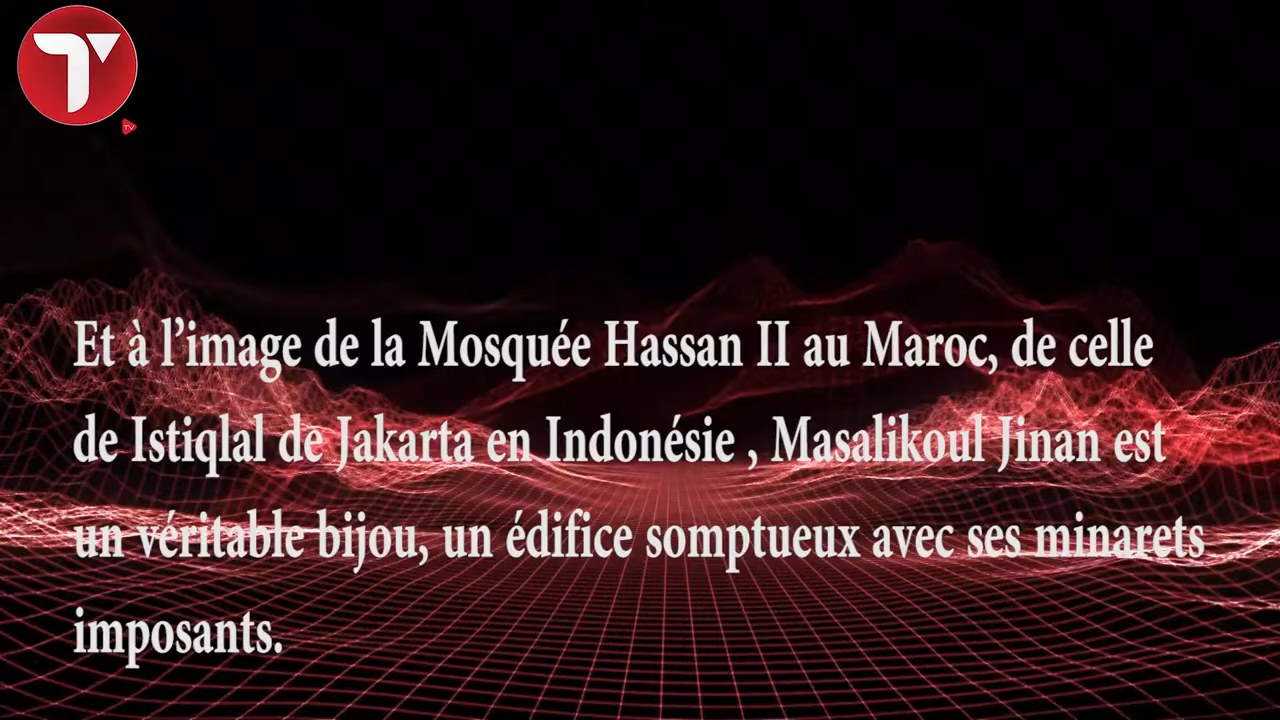 TV
Et à l’image de la Mosquée Hassan II au Maroc, de celle
de Istiqlal de Jakarta en Indonésie , Masalikoul Jinan est
un véritable bijou, un édifice somptueux avec ses minarets
imposants.